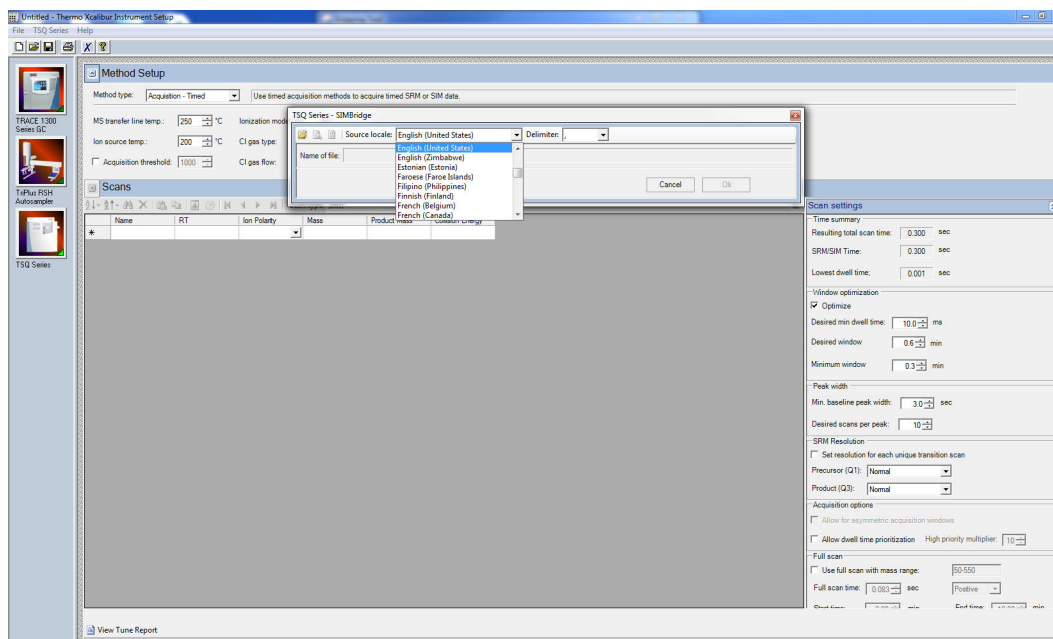 Untitled - Thermo Xcalibur Instrument Setup
File TSQ Series Help
TRACE 1300
Series GC
TriPlus RSH
Autosampler
TSQ Series
Method Setup
Method type: Acquisition - Timed Use timed acquisition methods to acquire timed SRM or SIM data.
MS transfer line temp.: 250 °C Ionization mode
Ion source temp.: 200 °C CI gas type:
Acquisition threshold: 1000 CI gas flow:
TSQ Series - SIMBridge
Source locale: English (United States) Delimiter: ,
Name of file:
English (United States)
English (Zimbabwe)
Estonian (Estonia)
Faroese (Faroe Islands)
Filipino (Philippines)
Finnish (Finland)
French (Belgium)
French (Canada)
Cancel Ok
Scans
Name RT Ion Polarity Mass Product Mass Collision Energy
Scan settings
Time summary
Resulting total scan time: 0.300 sec
SRM/SIM Time: 0.300 sec
Lowest dwell time: 0.001 sec
Window optimization
Optimize
Desired min dwell time: 10.0 ms
Desired window 0.6 min
Minimum window 0.3 min
Peak width
Min. baseline peak width: 3.0 sec
Desired scans per peak: 10
SRM Resolution
Set resolution for each unique transition scan
Precursor (Q1): Normal
Product (Q3): Normal
Acquisition options
Allow for asymmetric acquisition windows
Allow dwell time prioritization High priority multiplier: 10
Full scan
Use full scan with mass range: 50-550
Full scan time: 0.083 sec Positive
Start time: min End time: min
View Tune Report